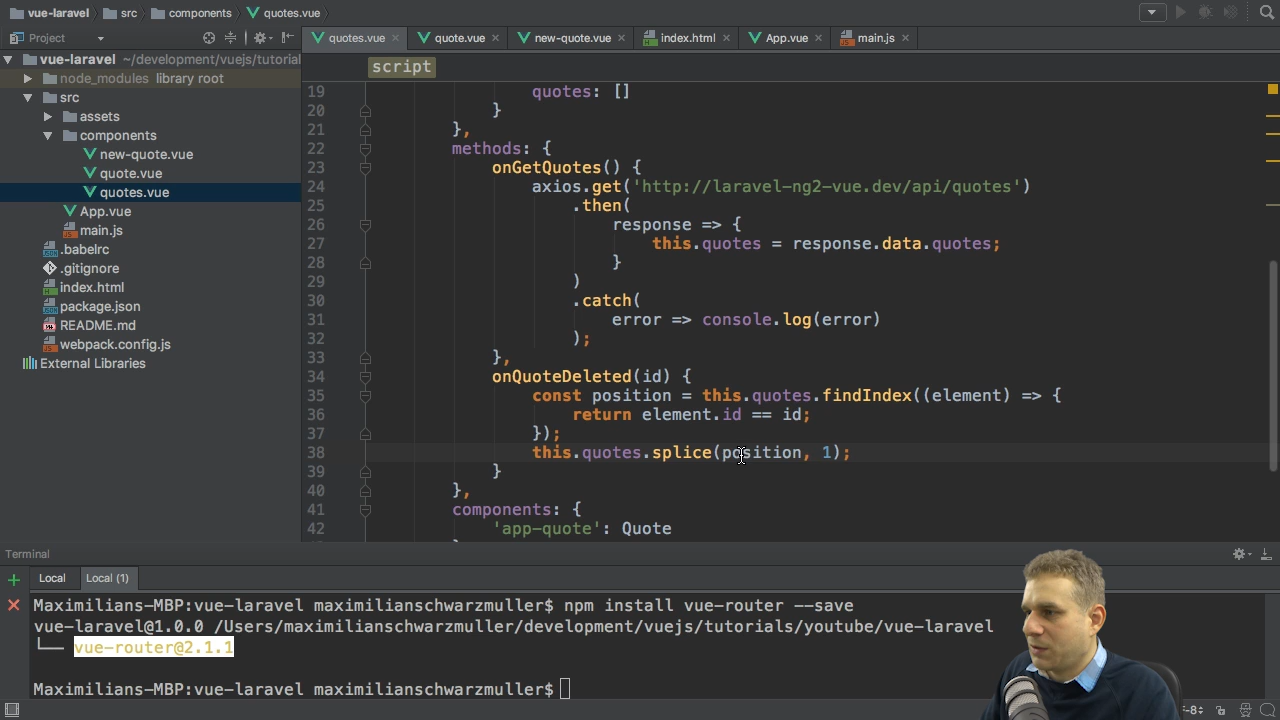 vue-laravel src components quotes.vue
Project
quotes.vue quote.vue new-quote.vue index.html App.vue main.js
vue-laravel ~/development/vuejs/tutorial
node_modules library root
src
assets
components
new-quote.vue
quote.vue
quotes.vue
App.vue
main.js
.babelrc
.gitignore
index.html
package.json
README.md
webpack.config.js
External Libraries
script
19 quotes: []
20 }
21 },
22 methods: {
23 onGetQuotes() {
24 axios.get('http://laravel-ng2-vue.dev/api/quotes')
25 .then(
26 response => {
27 this.quotes = response.data.quotes;
28 }
29 )
30 .catch(
31 error => console.log(error)
32 );
33 },
34 onQuoteDeleted(id) {
35 const position = this.quotes.findIndex((element) => {
36 return element.id == id;
37 });
38 this.quotes.splice(position, 1);
39 }
40 },
41 components: {
42 'app-quote': Quote
Terminal
Local Local (1)
Maximilians-MBP:vue-laravel maximilianschwarzmuller$ npm install vue-router --save
vue-laravel@1.0.0 /Users/maximilianschwarzmuller/development/vuejs/tutorials/youtube/vue-laravel
└── vue-router@2.1.1
Maximilians-MBP:vue-laravel maximilianschwarzmuller$